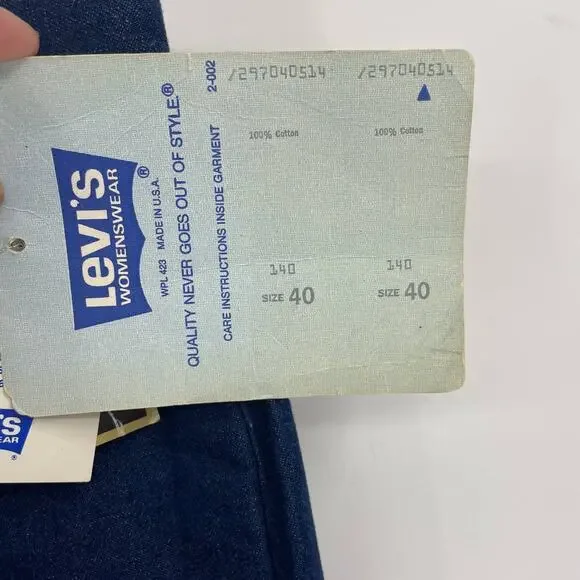 LEVI'S®
WOMENSWEAR
WPL 423 MADE IN U.S.A.
QUALITY NEVER GOES OUT OF STYLE.®
CARE INSTRUCTIONS INSIDE GARMENT 2-002
/297040514 /297040514
100% Cotton 100% Cotton
140 140
SIZE 40 SIZE 40
'S
EAR
®